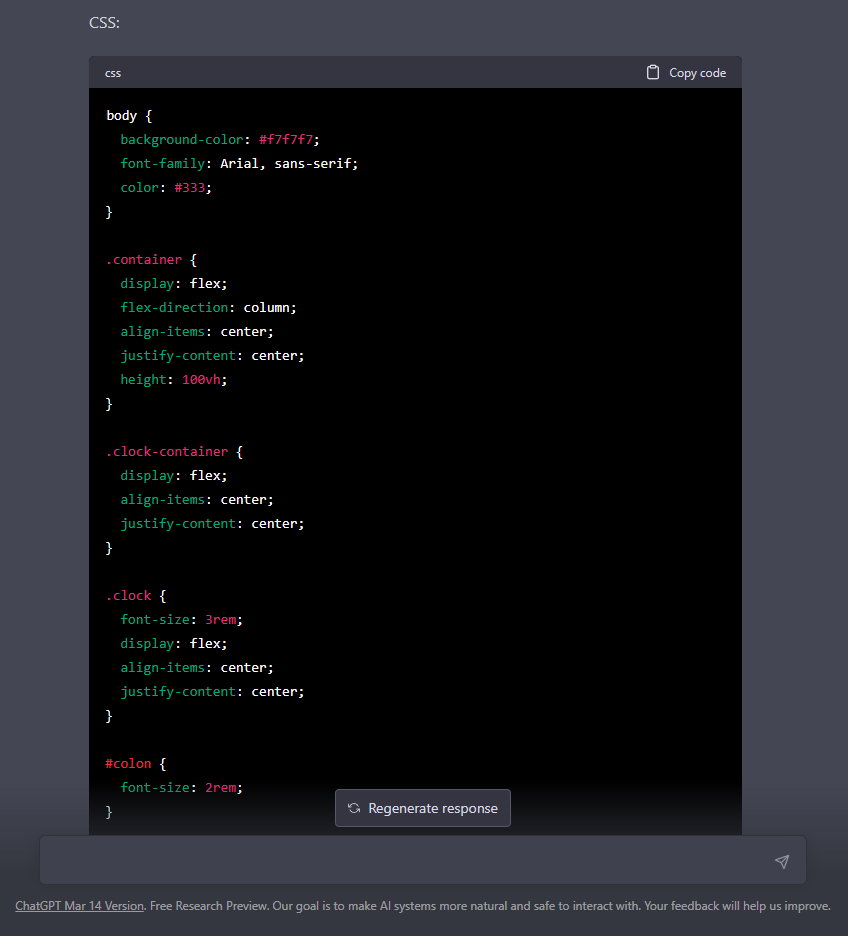 CSS:
css
Copy code
body {
  background-color: #f7f7f7;
  font-family: Arial, sans-serif;
  color: #333;
}
.container {
  display: flex;
  flex-direction: column;
  align-items: center;
  justify-content: center;
  height: 100vh;
}
.clock-container {
  display: flex;
  align-items: center;
  justify-content: center;
}
.clock {
  font-size: 3rem;
  display: flex;
  align-items: center;
  justify-content: center;
}
#colon {
  font-size: 2rem;
}
Regenerate response
ChatGPT Mar 14 Version. Free Research Preview. Our goal is to make AI systems more natural and safe to interact with. Your feedback will help us improve.